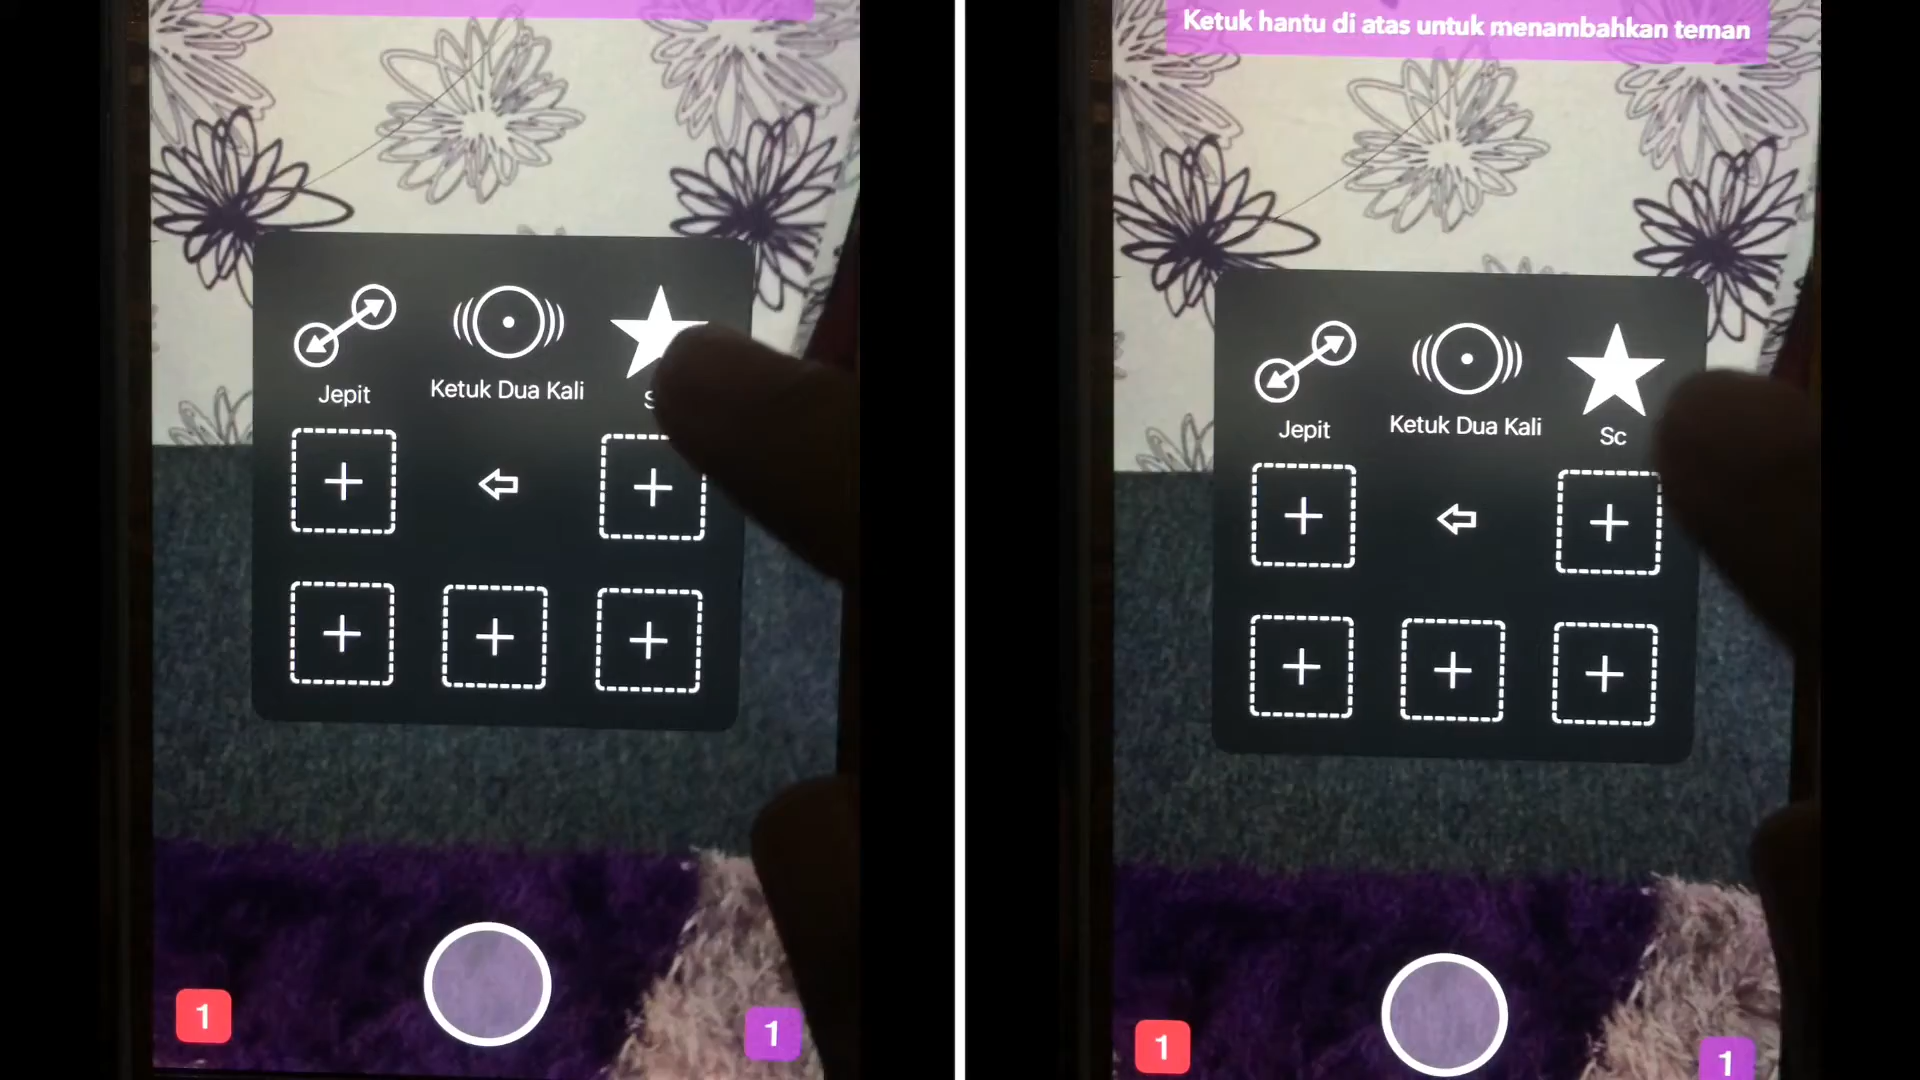 Jepit
Ketuk Dua Kali
S
1
1
Ketuk hantu di atas untuk menambahkan teman
Jepit
Ketuk Dua Kali
Sc
1
1